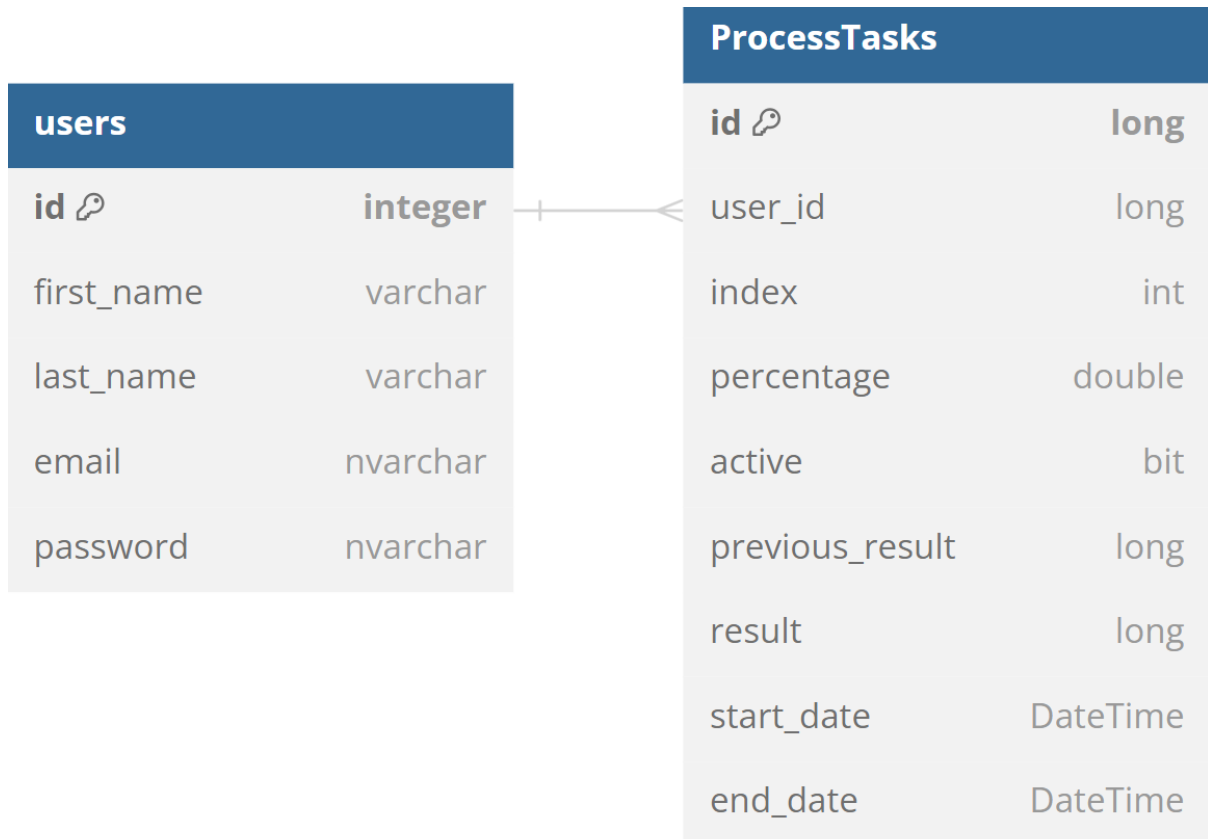 users
id integer
first_name varchar
last_name varchar
email nvarchar
password nvarchar
ProcessTasks
id long
user_id long
index int
percentage double
active bit
previous_result long
result long
start_date DateTime
end_date DateTime